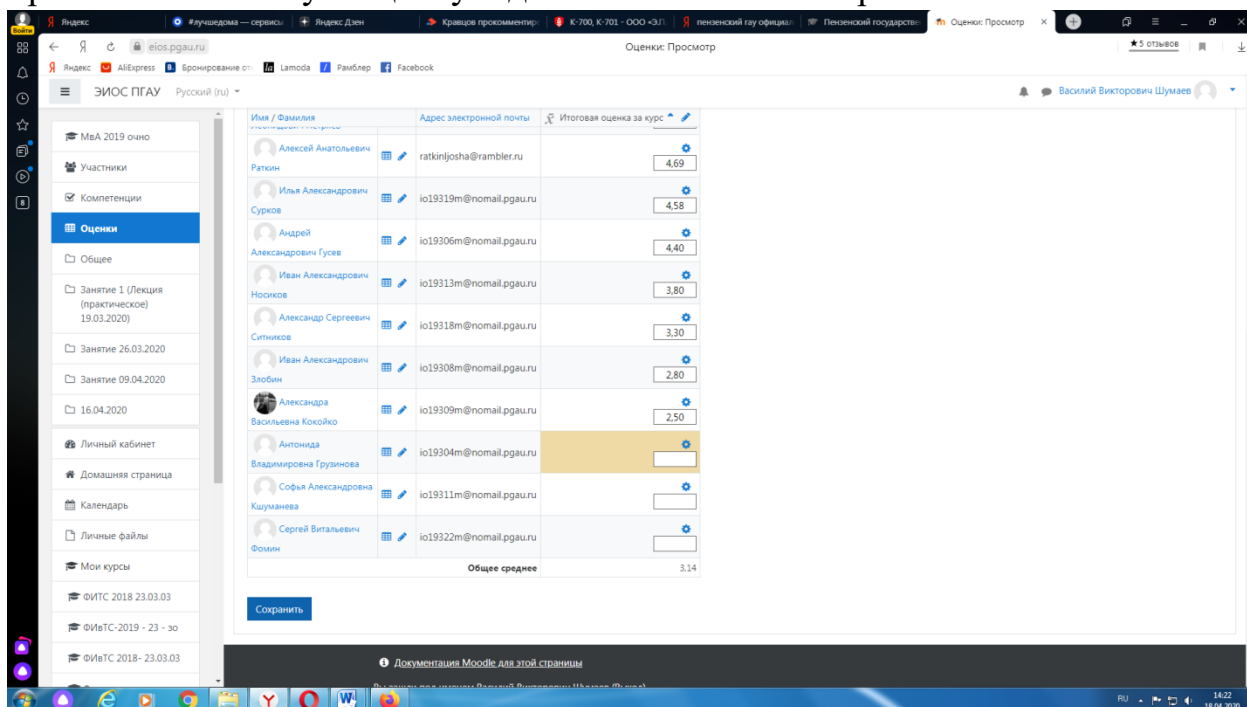 Войти
Яндекс
#лучшедома — сервисы
Яндекс Дзен
Кравцов прокомментир
К-700, К-701 - ООО «ЭЛ
пензенский гау официал
Пензенский государстве
Оценки: Просмотр
eios.pgau.ru
Оценки: Просмотр
★5 отзывов
Яндекс
AliExpress
Бронирование от
Lamoda
Рамблер
Facebook
ЭИОС ПГАУ
Русский (ru)
Василий Викторович Шумаев
МвА 2019 очно
Участники
Компетенции
Оценки
Общее
Занятие 1 (Лекция
(практическое)
19.03.2020)
Занятие 26.03.2020
Занятие 09.04.2020
16.04.2020
Личный кабинет
Домашняя страница
Календарь
Личные файлы
Мои курсы
ФИТС 2018 23.03.03
ФИвТС-2019 - 23 - зо
ФИвТС 2018- 23.03.03
Имя / Фамилия
Адрес электронной почты
Итоговая оценка за курс
Алексей Анатольевич
Раткин
ratkinljosha@rambler.ru
4,69
Илья Александрович
Сурков
io19319m@nomail.pgau.ru
4,58
Андрей
Александрович Гусев
io19306m@nomail.pgau.ru
4,40
Иван Александрович
Носиков
io19313m@nomail.pgau.ru
3,80
Александр Сергеевич
Ситников
io19318m@nomail.pgau.ru
3,30
Иван Александрович
Злобин
io19308m@nomail.pgau.ru
2,80
Александра
Васильевна Кокойко
io19309m@nomail.pgau.ru
2,50
Антонида
Владимировна Грузинова
io19304m@nomail.pgau.ru
Софья Александровна
Кшуманева
io19311m@nomail.pgau.ru
Сергей Витальевич
Фомин
io19322m@nomail.pgau.ru
Общее среднее
3,14
Сохранить
Документация Moodle для этой страницы
RU
14:22
18.04.2020